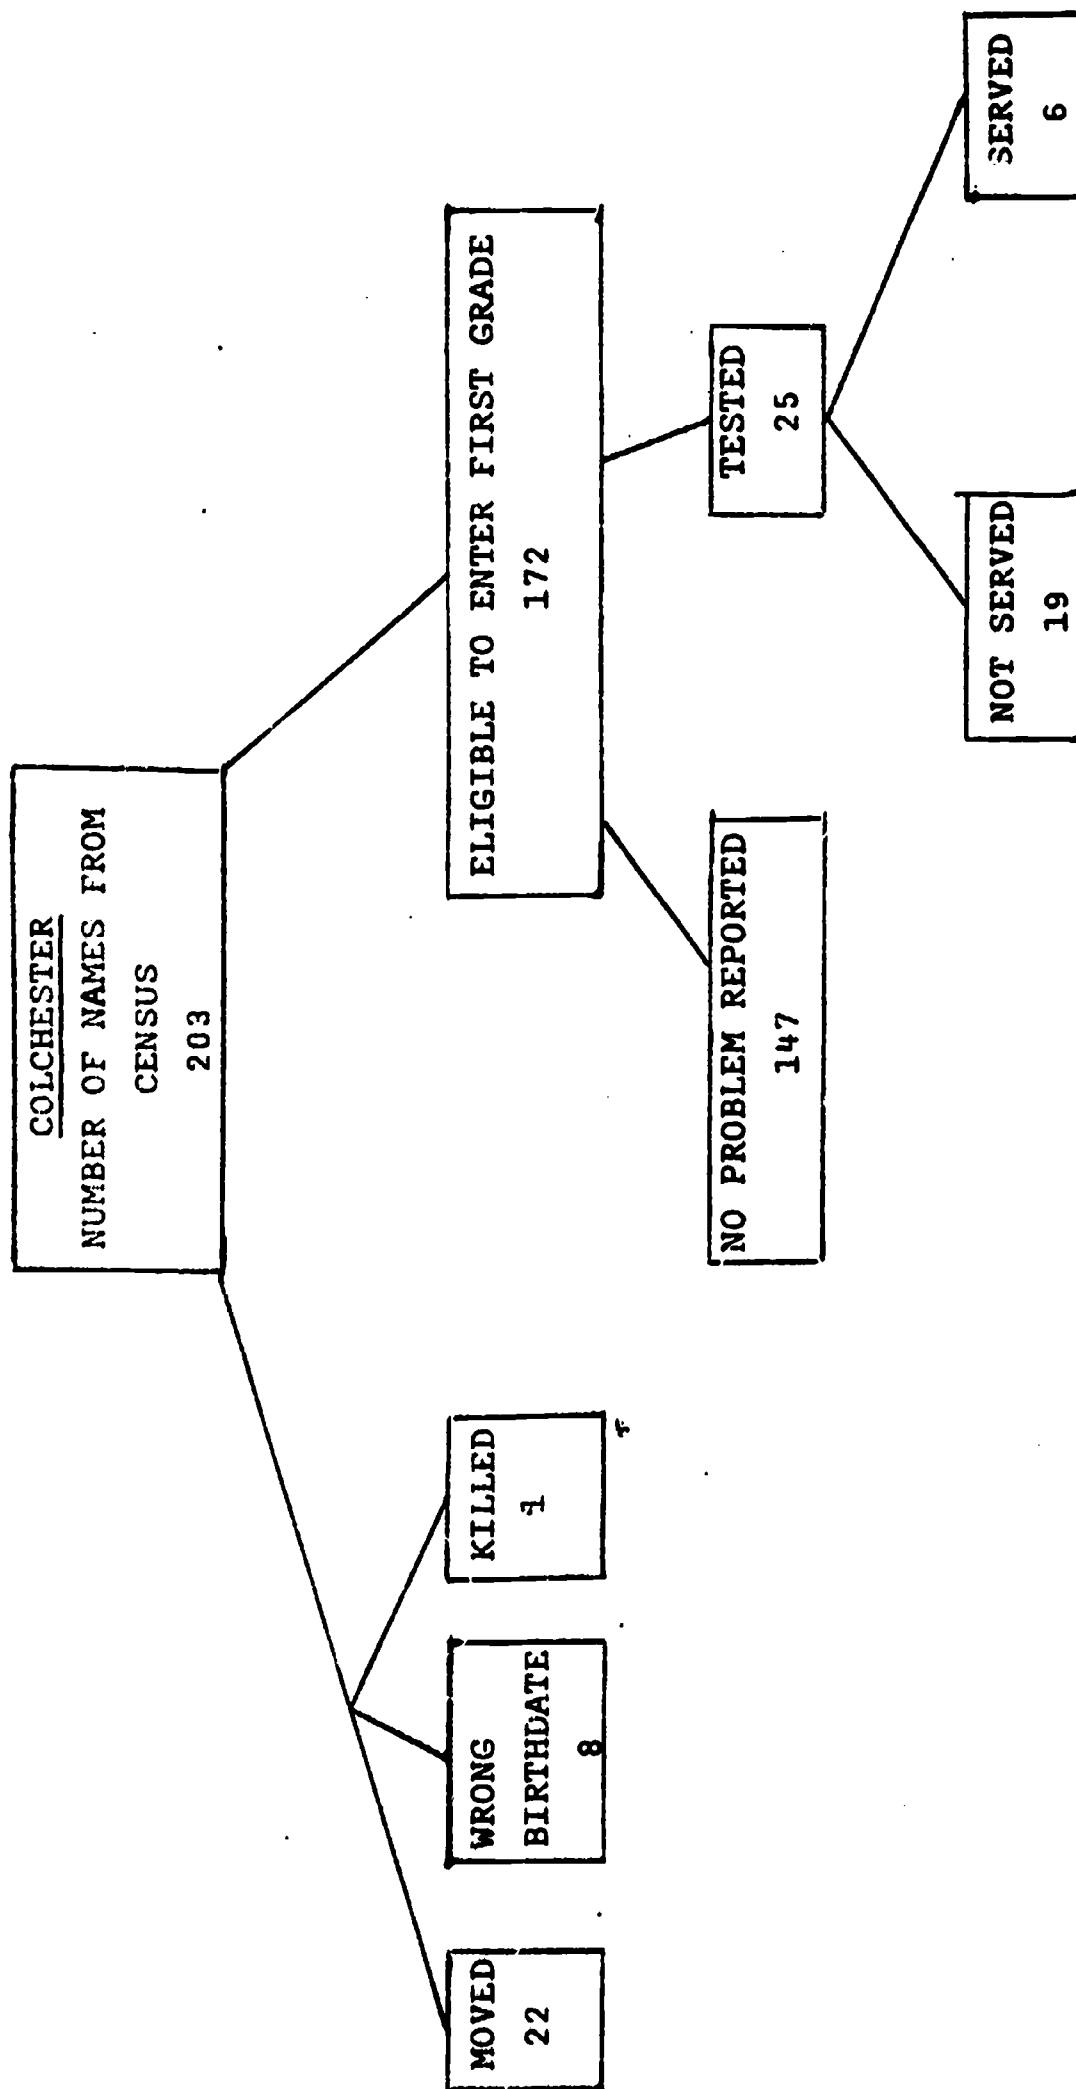 COLCHESTER
NUMBER OF NAMES FROM
CENSUS
203
MOVED
22
WRONG
BIRTHDATE
8
KILLED
1
ELIGIBLE TO ENTER FIRST GRADE
172
NO PROBLEM REPORTED
147
TESTED
25
NOT SERVED
19
SERVED
6